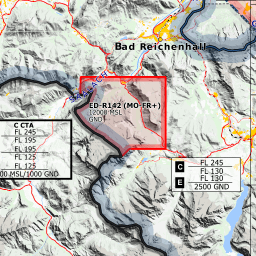 Bad Reichenhall
ED-R142 (MO-FR+)
12000 MSL
GND
C CTA
FL 245
FL 195
FL 195
FL 125
FL 125
00 MSL/1000 GND
C
FL 245
FL 130
FL 130
E
2500 GND